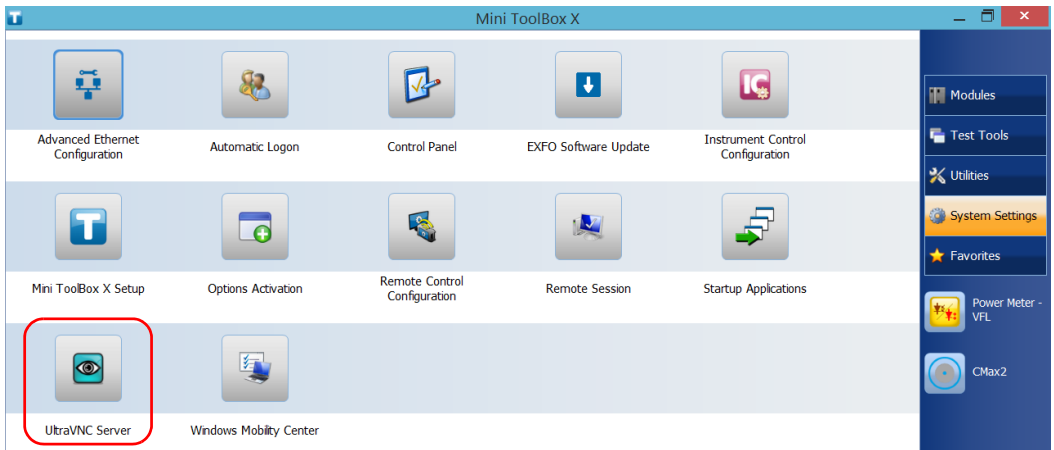 Mini ToolBox X
Advanced Ethernet
Configuration
Automatic Logon
Control Panel
EXFO Software Update
IC
Instrument Control
Configuration
T
Mini ToolBox X Setup
Options Activation
Remote Control
Configuration
Remote Session
Startup Applications
UltraVNC Server
Windows Mobility Center
Modules
Test Tools
Utilities
System Settings
Favorites
Power Meter -
VFL
CMax2